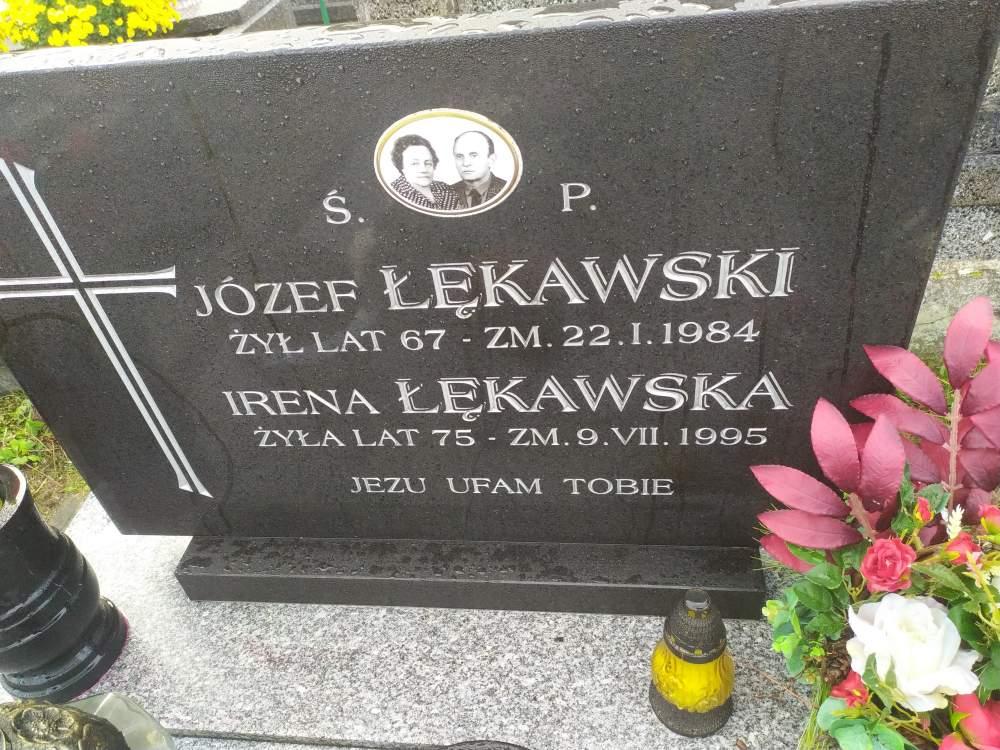 Ś. P.
JÓZEF ŁĘKAWSKI
ŻYŁ LAT 67 - ZM. 22.I.1984
IRENA ŁĘKAWSKA
ŻYŁA LAT 75 - ZM. 9.VII.1995
JEZU UFAM TOBIE